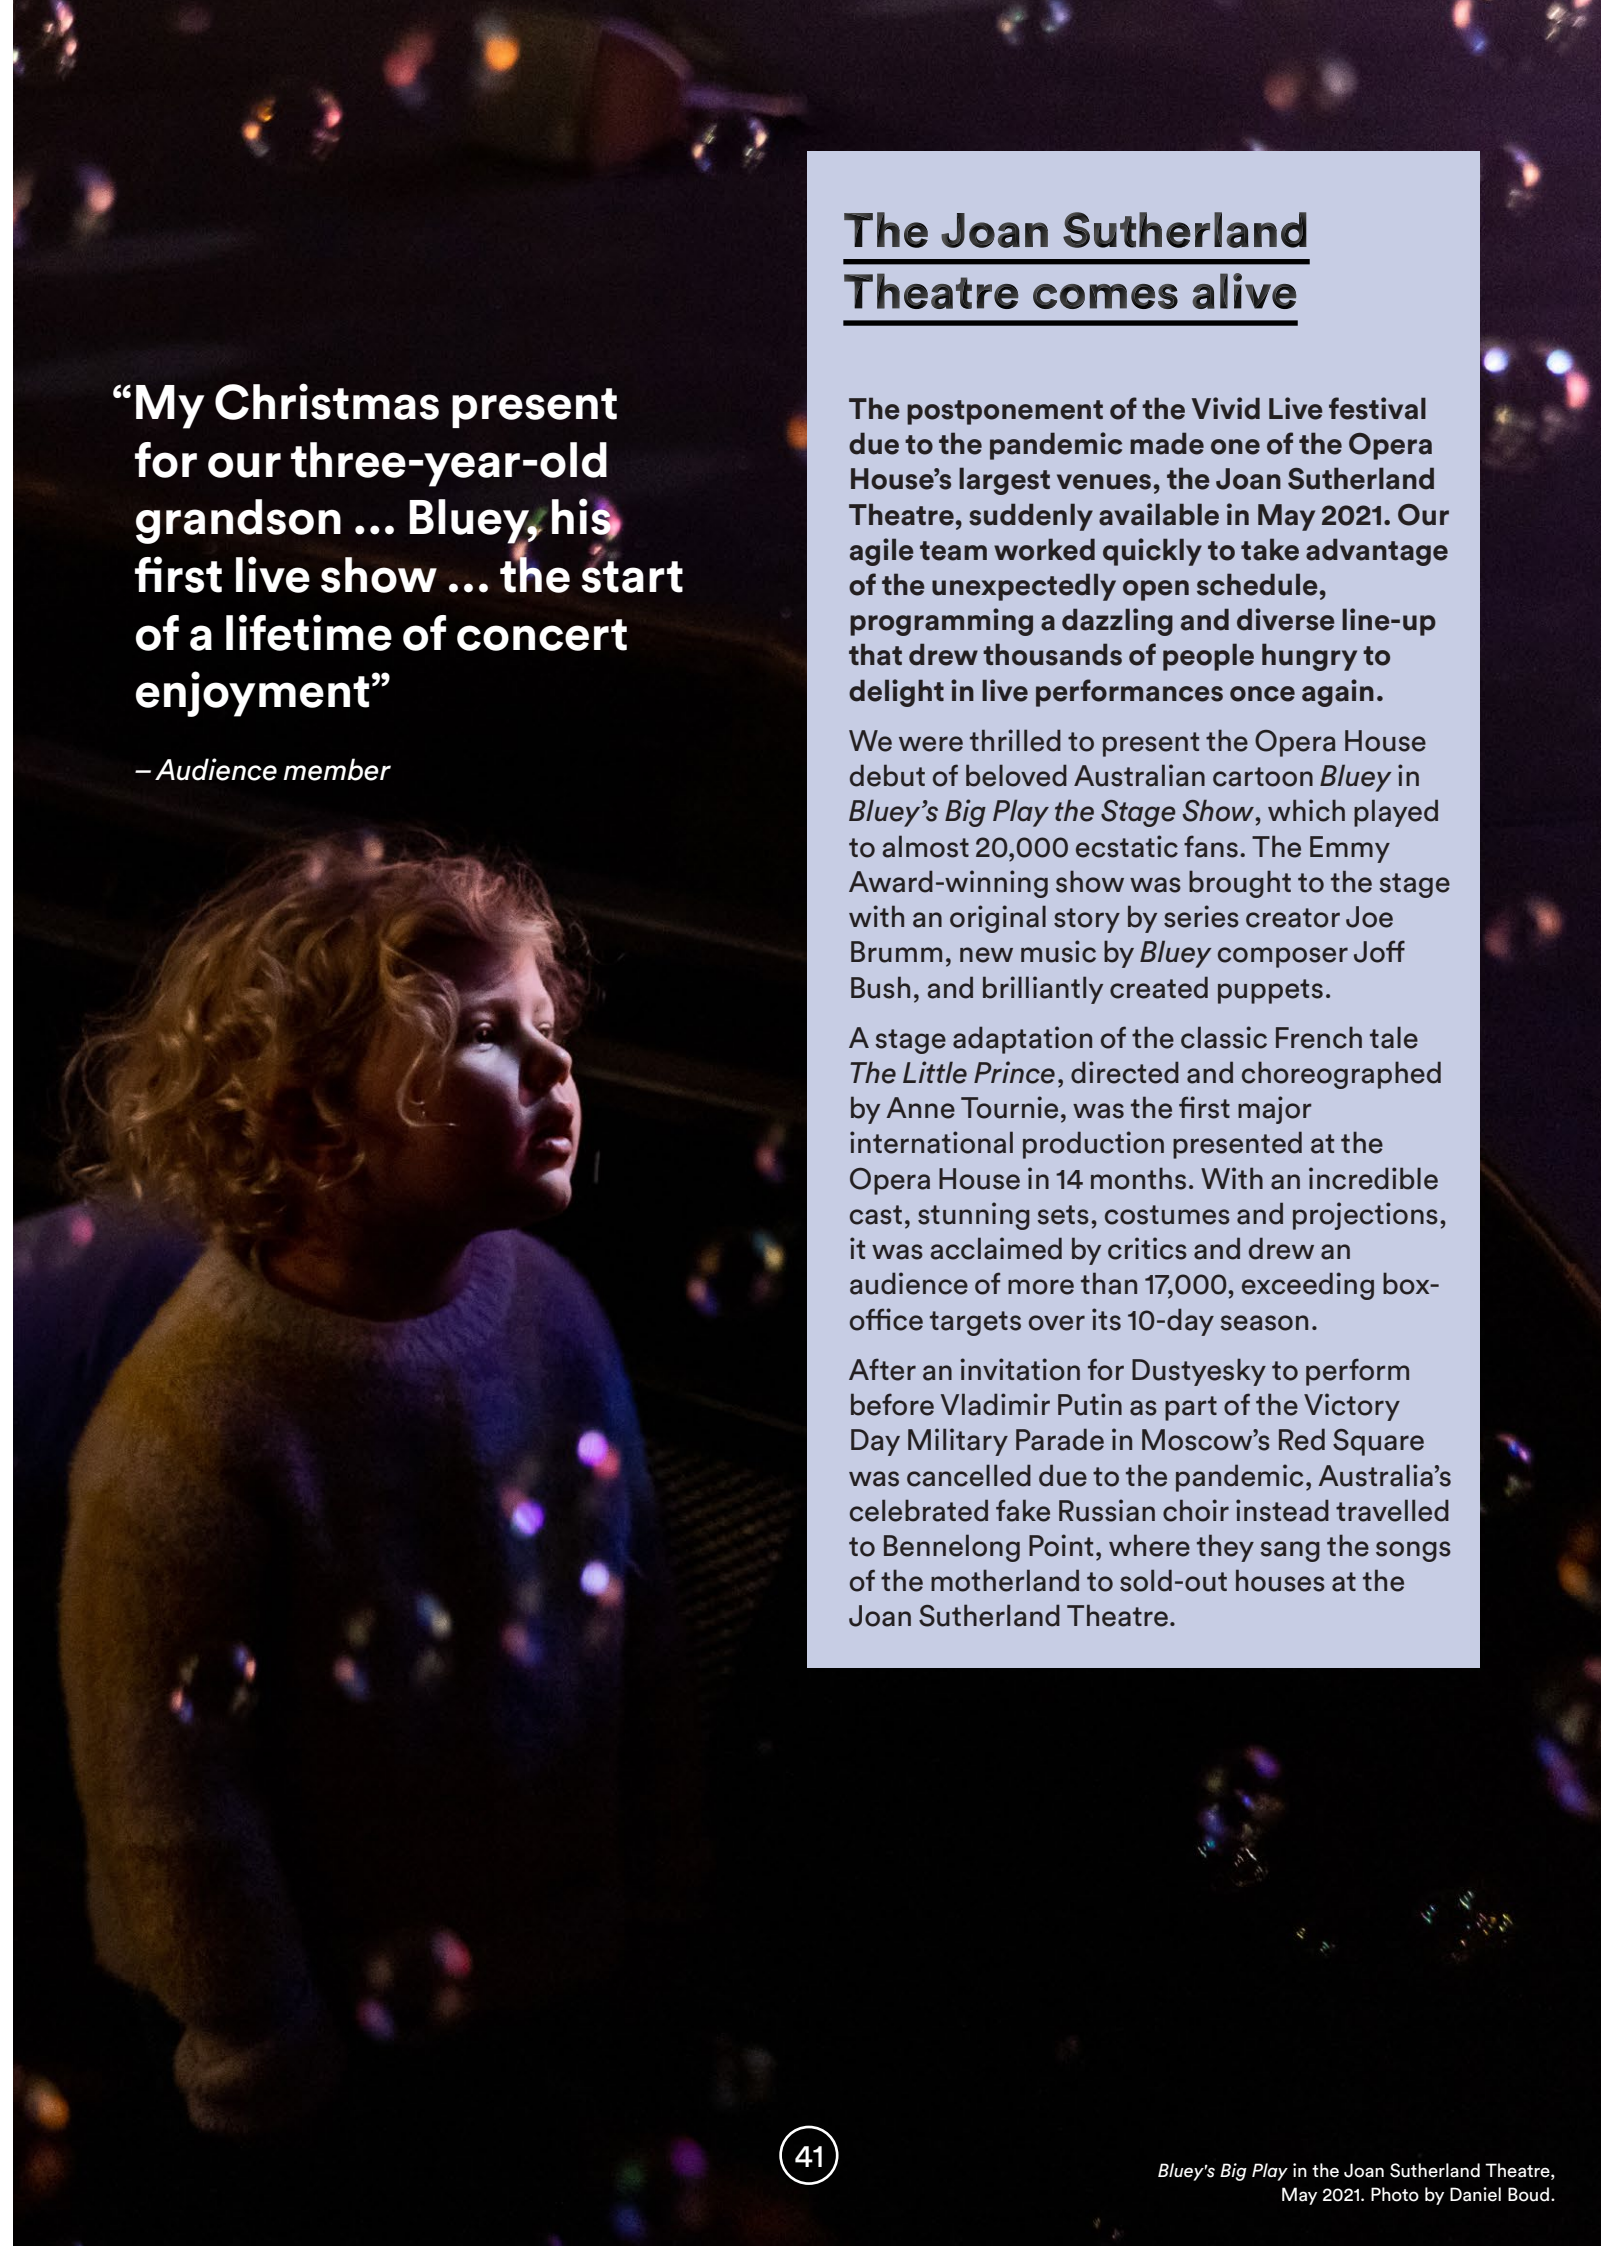 The Joan Sutherland
Theatre comes alive
“My Christmas present
for our three-year-old
grandson ... Bluey, his
first live show ... the start
of a lifetime of concert
enjoyment”
– Audience member
The postponement of the Vivid Live festival
due to the pandemic made one of the Opera
House’s largest venues, the Joan Sutherland
Theatre, suddenly available in May 2021. Our
agile team worked quickly to take advantage
of the unexpectedly open schedule,
programming a dazzling and diverse line-up
that drew thousands of people hungry to
delight in live performances once again.
We were thrilled to present the Opera House
debut of beloved Australian cartoon Bluey in
Bluey’s Big Play the Stage Show, which played
to almost 20,000 ecstatic fans. The Emmy
Award-winning show was brought to the stage
with an original story by series creator Joe
Brumm, new music by Bluey composer Joff
Bush, and brilliantly created puppets.
A stage adaptation of the classic French tale
The Little Prince, directed and choreographed
by Anne Tournie, was the first major
international production presented at the
Opera House in 14 months. With an incredible
cast, stunning sets, costumes and projections,
it was acclaimed by critics and drew an
audience of more than 17,000, exceeding box-
office targets over its 10-day season.
After an invitation for Dustyesky to perform
before Vladimir Putin as part of the Victory
Day Military Parade in Moscow’s Red Square
was cancelled due to the pandemic, Australia’s
celebrated fake Russian choir instead travelled
to Bennelong Point, where they sang the songs
of the motherland to sold-out houses at the
Joan Sutherland Theatre.
41
Bluey's Big Play in the Joan Sutherland Theatre,
May 2021. Photo by Daniel Boud.